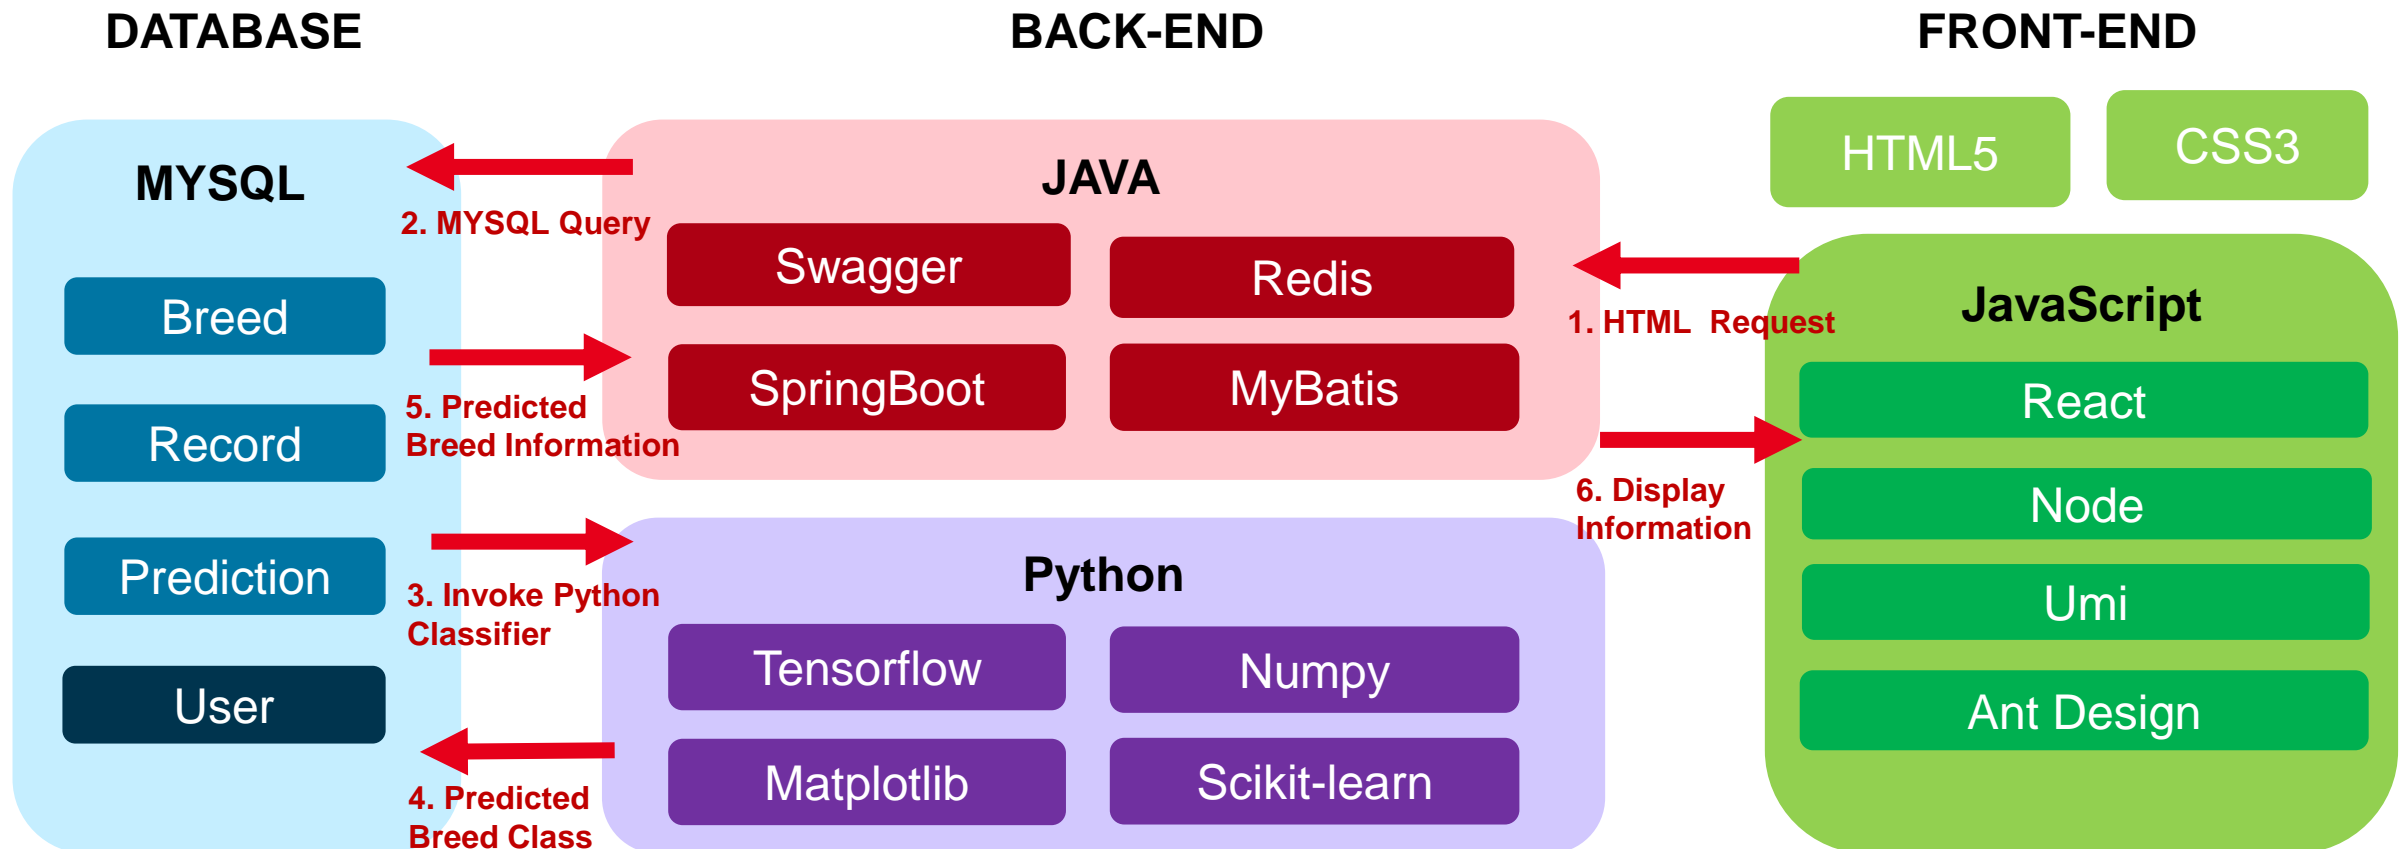 DATABASE
BACK-END
FRONT-END
MYSQL
Breed
Record
Prediction
User
2. MYSQL Query
5. Predicted
Breed Information
3. Invoke Python
Classifier
4. Predicted
Breed Class
JAVA
Swagger
Redis
SpringBoot
MyBatis
Python
Tensorflow
Numpy
Matplotlib
Scikit-learn
1. HTML  Request
6. Display
Information
HTML5
CSS3
JavaScript
React
Node
Umi
Ant Design